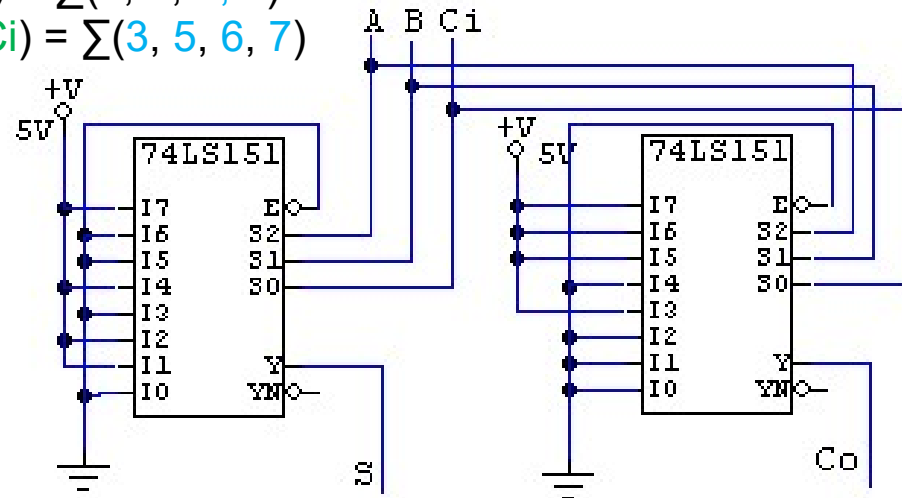 Ci) = ∑(3, 5, 6, 7)
A B Ci
+V
5V
74LS151
I7 E
I6 S2
I5 S1
I4 S0
I3
I2
I1 Y
I0 YN
S
+V
5V
74LS151
I7 E
I6 S2
I5 S1
I4 S0
I3
I2
I1 Y
I0 YN
Co